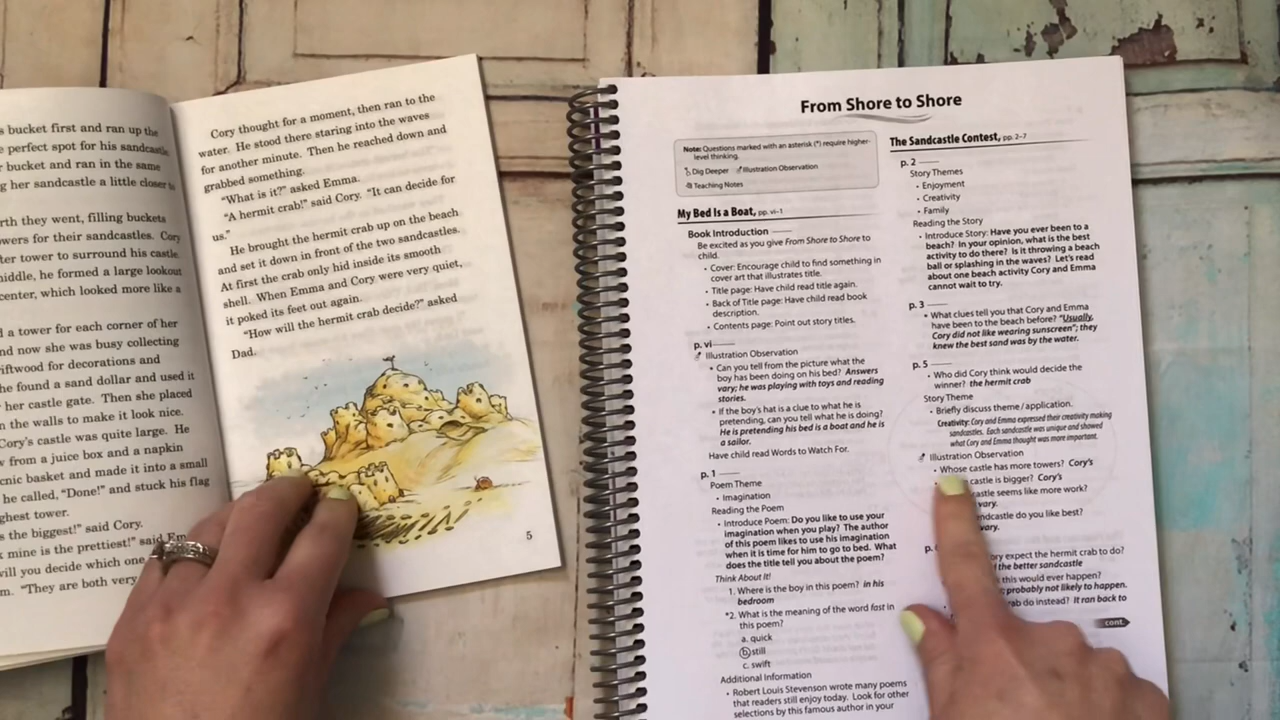 s bucket first and ran up the
e perfect spot for his sandcastle
r bucket and ran in the same
g her sandcastle a little closer to
rth they went, filling buckets
wers for their sandcastles. Cory
ter tower to surround his castle.
iddle, he formed a large lookout
center, which looked more like a
d a tower for each corner of her
nd now she was busy collecting
iftwood for decorations and
he found a sand dollar and used it
her castle gate. Then she placed
n the walls to make it look nice.
Cory's castle was quite large. He
w from a juice box and a napkin
cnic basket and made it into a small
he called, "Done!" and stuck his flag
ghest tower.
s the biggest!" said Cory.
t mine is the prettiest!" said Em
will you decide which one
m. "They are both very
Cory thought for a moment, then ran to the
water. He stood there staring into the waves
for another minute. Then he reached down and
grabbed something.
"What is it?" asked Emma.
"A hermit crab!" said Cory. "It can decide for
us."
He brought the hermit crab up on the beach
and set it down in front of the two sandcastles.
At first the crab only hid inside its smooth
shell. When Emma and Cory were very quiet,
it poked its feet out again.
"How will the hermit crab decide?" asked
Dad.
5
From Shore to Shore
Note: Questions marked with an asterisk (*) require higher-
level thinking.
Dig Deeper Illustration Observation
Teaching Notes
My Bed Is a Boat, pp. vi–1
Book Introduction
Be excited as you give From Shore to Shore to
child.
• Cover: Encourage child to find something in
cover art that illustrates title.
• Title page: Have child read title again.
• Back of Title page: Have child read book
description.
• Contents page: Point out story titles.
p. vi
Illustration Observation
• Can you tell from the picture what the
boy has been doing on his bed? Answers
vary; he was playing with toys and reading
stories.
• If the boy's hat is a clue to what he is
pretending, can you tell what he is doing?
He is pretending his bed is a boat and he is
a sailor.
Have child read Words to Watch For.
p. 1
Poem Theme
• Imagination
Reading the Poem
• Introduce Poem: Do you like to use your
imagination when you play? The author
of this poem likes to use his imagination
when it is time for him to go to bed. What
does the title tell you about the poem?
Think About It!
1. Where is the boy in this poem? in his
bedroom
*2. What is the meaning of the word fast in
this poem?
a. quick
b. still
c. swift
Additional Information
• Robert Louis Stevenson wrote many poems
that readers still enjoy today. Look for other
selections by this famous author in your
The Sandcastle Contest, pp. 2–7
p. 2
Story Themes
• Enjoyment
• Creativity
• Family
Reading the Story
• Introduce Story: Have you ever been to a
beach? In your opinion, what is the best
activity to do there? Is it throwing a beach
ball or splashing in the waves? Let's read
about one beach activity Cory and Emma
cannot wait to try.
p. 3
• What clues tell you that Cory and Emma
have been to the beach before? "Usually,
Cory did not like wearing sunscreen"; they
knew the best sand was by the water.
p. 5
• Who did Cory think would decide the
winner? the hermit crab
Story Theme
• Briefly discuss theme/application.
Creativity: Cory and Emma expressed their creativity making
sandcastles. Each sandcastle was unique and showed
what Cory and Emma thought was more important.
Illustration Observation
• Whose castle has more towers? Cory's
castle is bigger? Cory's
castle seems like more work?
vary.
ndcastle do you like best?
vary.
p.
ory expect the hermit crab to do?
the better sandcastle
this would ever happen?
; probably not likely to happen.
rab do instead? It ran back to
cont.